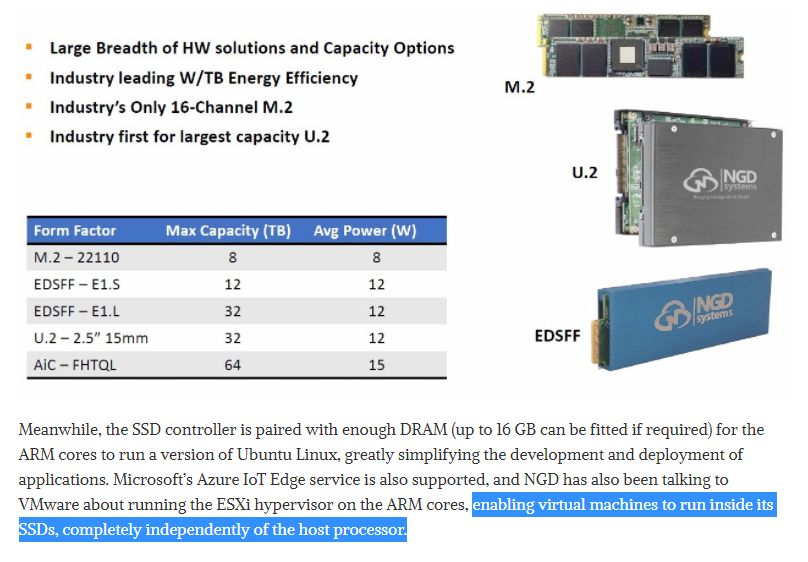 Large Breadth of HW solutions and Capacity Options
Industry leading W/TB Energy Efficiency
Industry's Only 16-Channel M.2
Industry first for largest capacity U.2
M.2
U.2
NGD
systems
Bringing Intelligence to Storage
EDSFF
NGD
systems
Form Factor Max Capacity (TB) Avg Power (W)
M.2 – 22110 8 8
EDSFF – E1.S 12 12
EDSFF – E1.L 32 12
U.2 – 2.5” 15mm 32 12
AiC – FHTQL 64 15
Meanwhile, the SSD controller is paired with enough DRAM (up to 16 GB can be fitted if required) for the
ARM cores to run a version of Ubuntu Linux, greatly simplifying the development and deployment of
applications. Microsoft’s Azure IoT Edge service is also supported, and NGD has also been talking to
VMware about running the ESXi hypervisor on the ARM cores, enabling virtual machines to run inside its
SSDs, completely independently of the host processor.